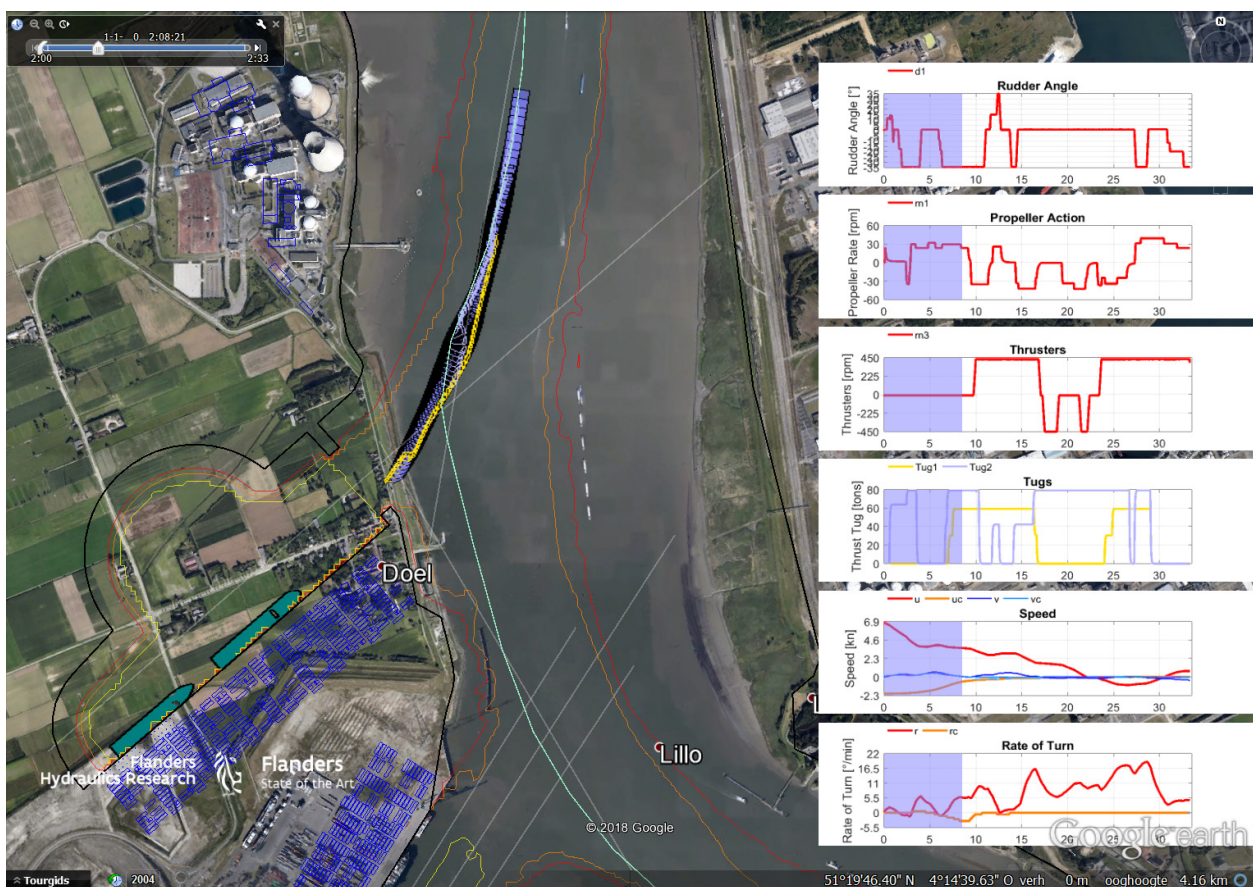 1-1- 0 2:08:21
2:00 2:33
N
d1
Rudder Angle
Rudder Angle [°]
0 5 10 15 20 25 30
m1
Propeller Action
Propeller Rate [rpm]
60
30
0
-30
-60
0 5 10 15 20 25 30
m3
Thrusters
Thrusters [rpm]
450
225
0
-225
-450
0 5 10 15 20 25 30
Tug1 Tug2
Tugs
Thrust Tug [tons]
80
60
40
20
0
0 5 10 15 20 25 30
u uc v vc
Speed
Speed [kn]
6.9
4.6
2.3
0
-2.3
0 5 10 15 20 25 30
r rc
Rate of Turn
Rate of Turn [°/min]
22
16.5
11
5.5
0
-5.5
0 5 10 15 20 25 30
Doel
Lillo
Flanders
Hydraulics Research
Flanders
State of the Art
© 2018 Google
Google earth
Tourgids
2004
51°19'46.40" N 4°14'39.63" O verh 0 m ooghoogte 4.16 km